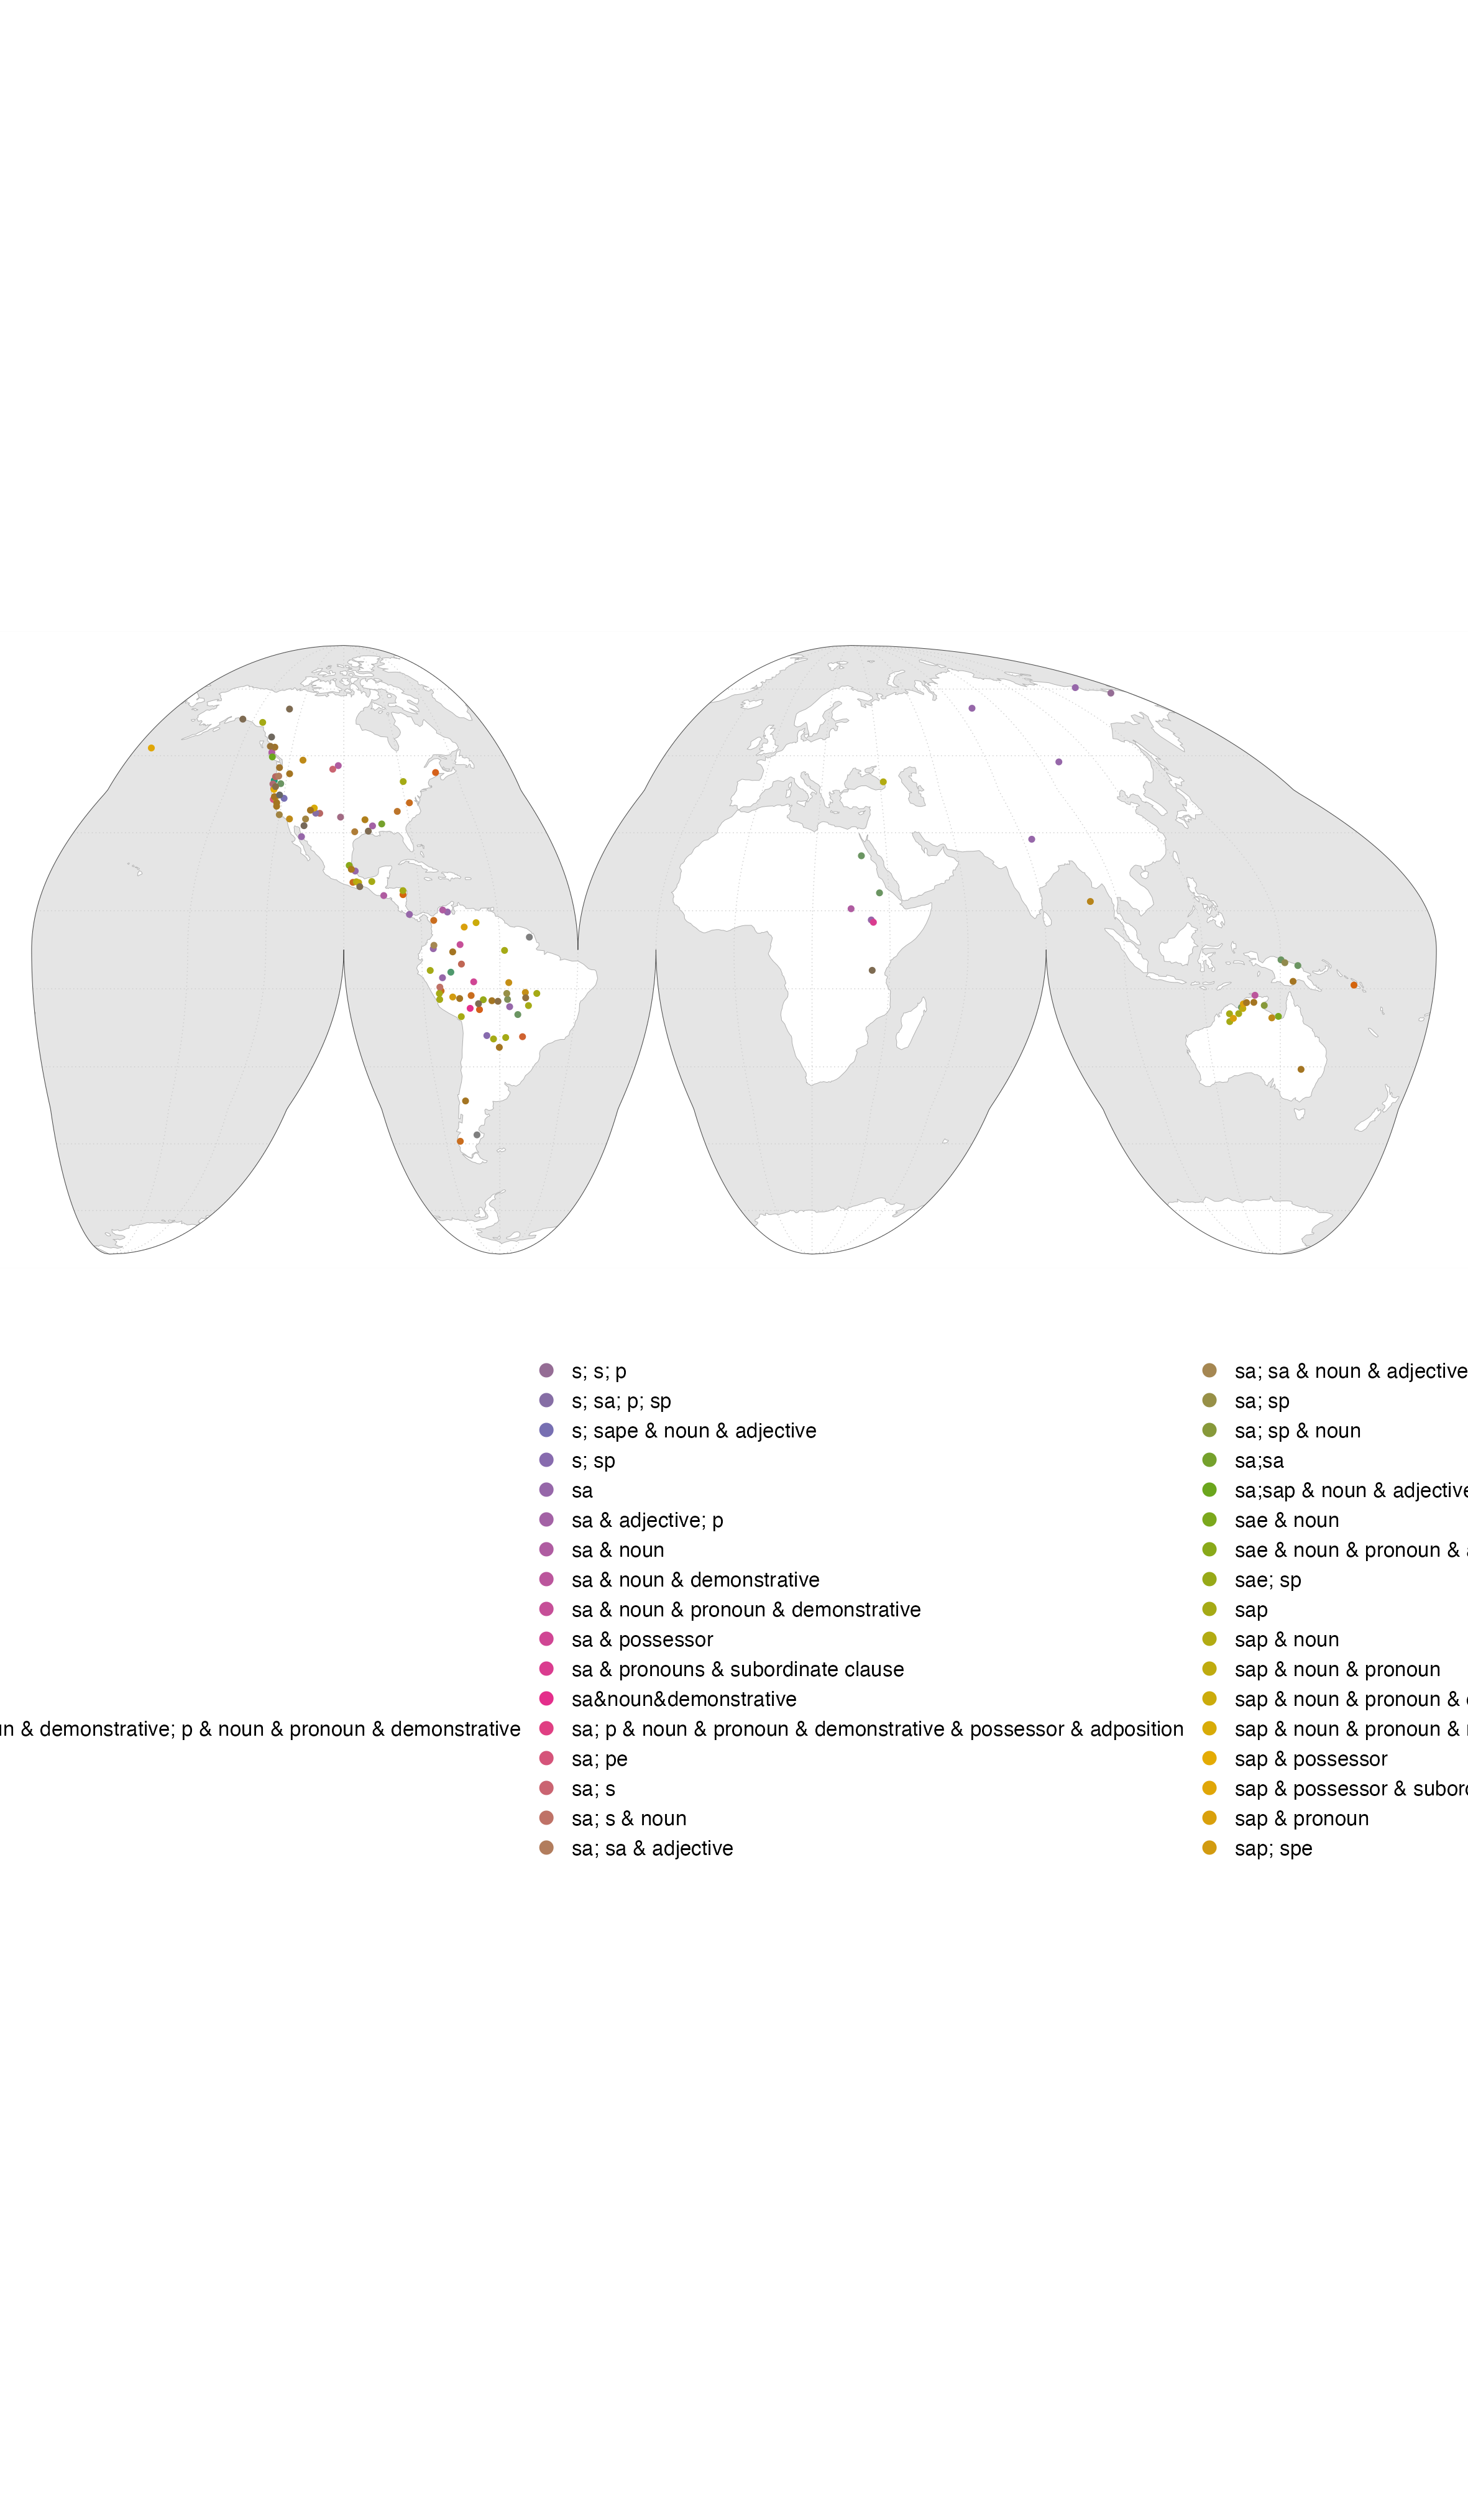 un & demonstrative; p & noun & pronoun & demonstrative
s; s; p
s; sa; p; sp
s; sape & noun & adjective
s; sp
sa
sa & adjective; p
sa & noun
sa & noun & demonstrative
sa & noun & pronoun & demonstrative
sa & possessor
sa & pronouns & subordinate clause
sa&noun&demonstrative
sa; p & noun & pronoun & demonstrative & possessor & adposition
sa; pe
sa; s
sa; s & noun
sa; sa & adjective
sa; sa & noun & adjective
sa; sp
sa; sp & noun
sa;sa
sa;sap & noun & adjective
sae & noun
sae & noun & pronoun &
sae; sp
sap
sap & noun
sap & noun & pronoun
sap & noun & pronoun &
sap & noun & pronoun &
sap & possessor
sap & possessor & subor
sap & pronoun
sap; spe